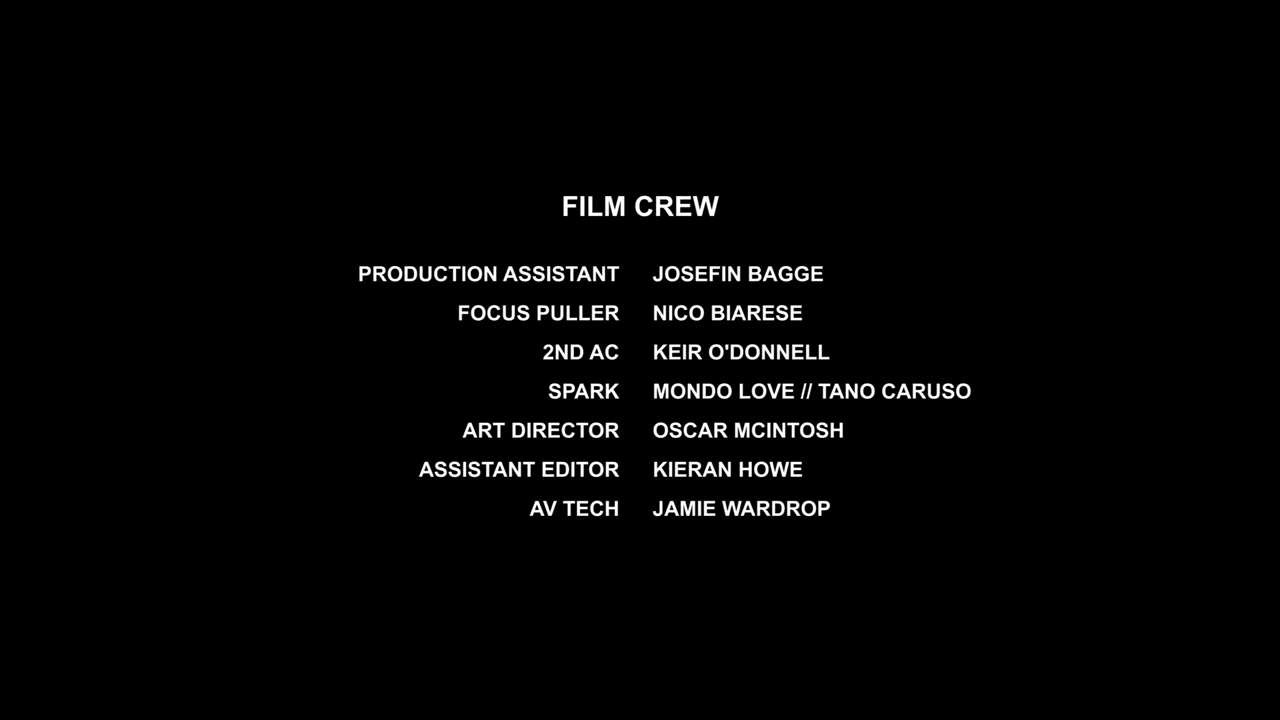 FILM CREW
PRODUCTION ASSISTANT JOSEFIN BAGGE
FOCUS PULLER NICO BIARESE
2ND AC KEIR O'DONNELL
SPARK MONDO LOVE // TANO CARUSO
ART DIRECTOR OSCAR MCINTOSH
ASSISTANT EDITOR KIERAN HOWE
AV TECH JAMIE WARDROP